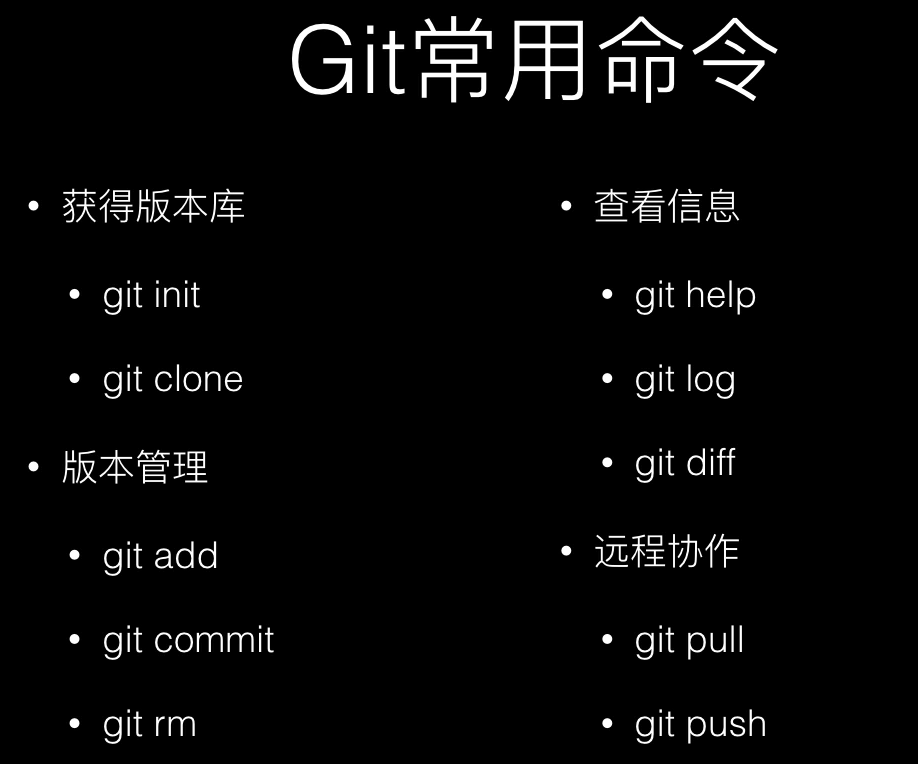 Git常用命令
• 获得版本库
• git init
• git clone
• 版本管理
• git add
• git commit
• git rm
• 查看信息
• git help
• git log
• git diff
• 远程协作
• git pull
• git push